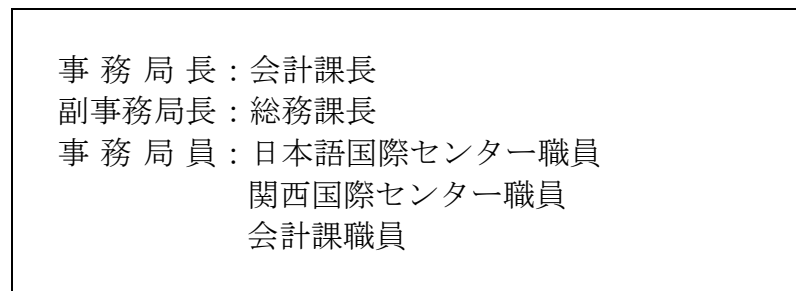 事 務 局 長：会計課長
副事務局長：総務課長
事 務 局 員：日本語国際センター職員
関西国際センター職員
会計課職員